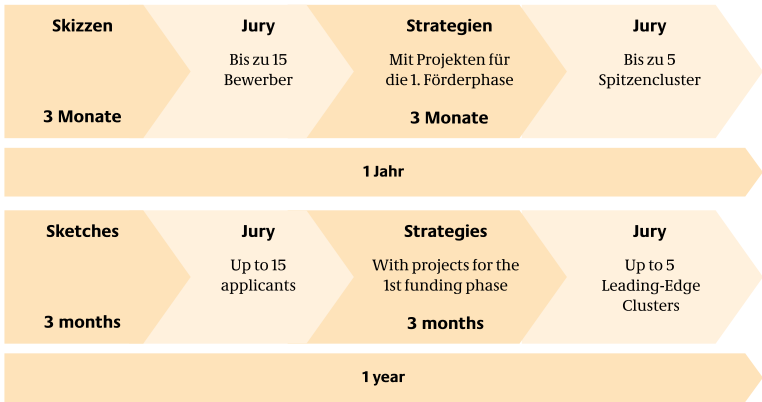 Skizzen
3 Monate
Jury
Bis zu 15
Bewerber
Strategien
Mit Projekten für
die 1. Förderphase
3 Monate
Jury
Bis zu 5
Spitzencluster
1 Jahr
Sketches
3 months
Jury
Up to 15
applicants
Strategies
With projects for the
1st funding phase
3 months
Jury
Up to 5
Leading-Edge
Clusters
1 year